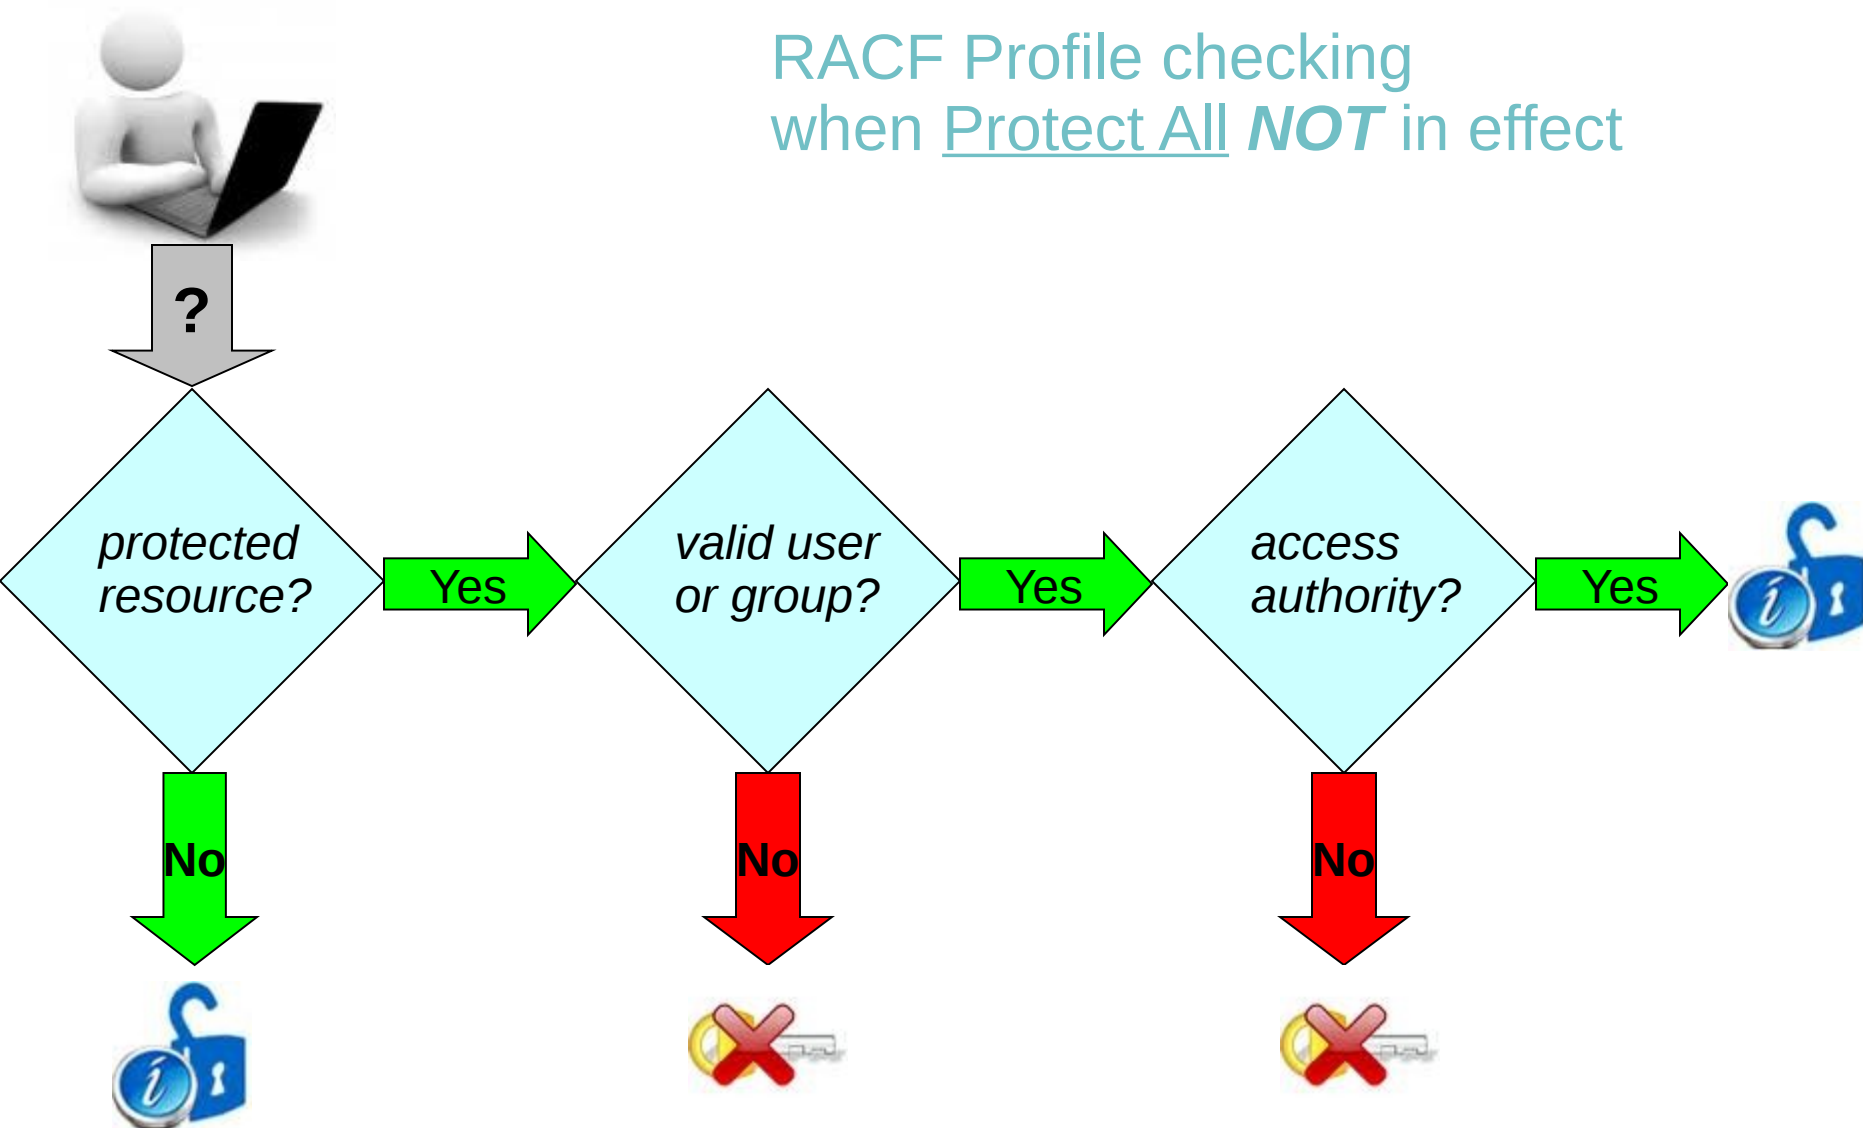 RACF Profile checking
when Protect All NOT in effect
?
protected
resource?
Yes
valid user
or group?
Yes
access
authority?
Yes
No
No
No
i
i